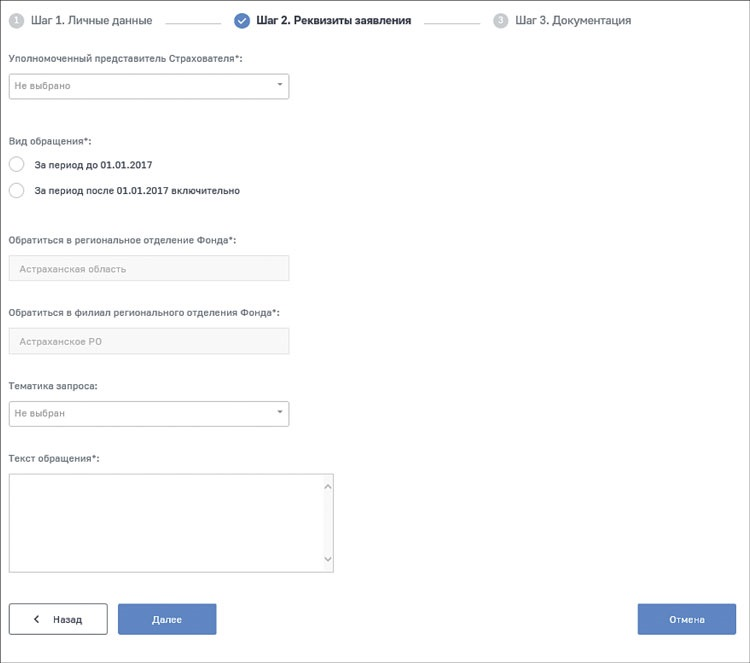 1 Шаг 1. Личные данные Шаг 2. Реквизиты заявления 3 Шаг 3. Документация
Уполномоченный представитель Страхователя*:
Не выбрано
Вид обращения*:
За период до 01.01.2017
За период после 01.01.2017 включительно
Обратиться в региональное отделение Фонда*:
Астраханская область
Обратиться в филиал регионального отделения Фонда*:
Астраханское РО
Тематика запроса:
Не выбран
Текст обращения*:
Назад Далее Отмена